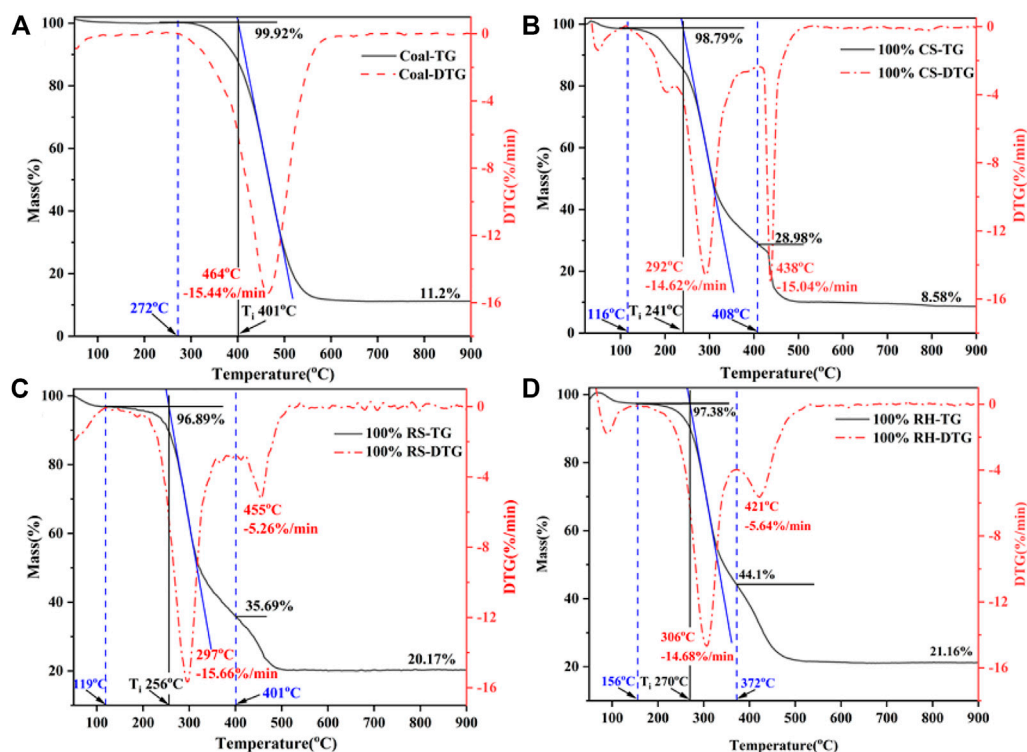 A
99.92%
Coal-TG
Coal-DTG
464°C
-15.44%/min
272°C
Ti 401°C
11.2%
100
80
60
40
20
0
0
-4
-8
-12
-16
100 200 300 400 500 600 700 800 900
Mass(%)
DTG(%/min)
Temperature(°C)
B
98.79%
100% CS-TG
100% CS-DTG
28.98%
292°C
-14.62%/min
438°C
-15.04%/min
8.58%
116°C
Ti 241°C
408°C
100
80
60
40
20
0
0
-4
-8
-12
-16
100 200 300 400 500 600 700 800 900
Mass(%)
DTG(%/min)
Temperature(°C)
C
96.89%
100% RS-TG
100% RS-DTG
455°C
-5.26%/min
35.69%
297°C
-15.66%/min
20.17%
119°C
Ti 256°C
401°C
100
80
60
40
20
0
-4
-8
-12
-16
100 200 300 400 500 600 700 800 900
Mass(%)
DTG(%/min)
Temperature(°C)
D
97.38%
100% RH-TG
100% RH-DTG
421°C
-5.64%/min
44.1%
306°C
-14.68%/min
21.16%
156°C
Ti 270°C
372°C
100
80
60
40
20
0
-4
-8
-12
-16
100 200 300 400 500 600 700 800 900
Mass(%)
DTG(%/min)
Temperature(°C)